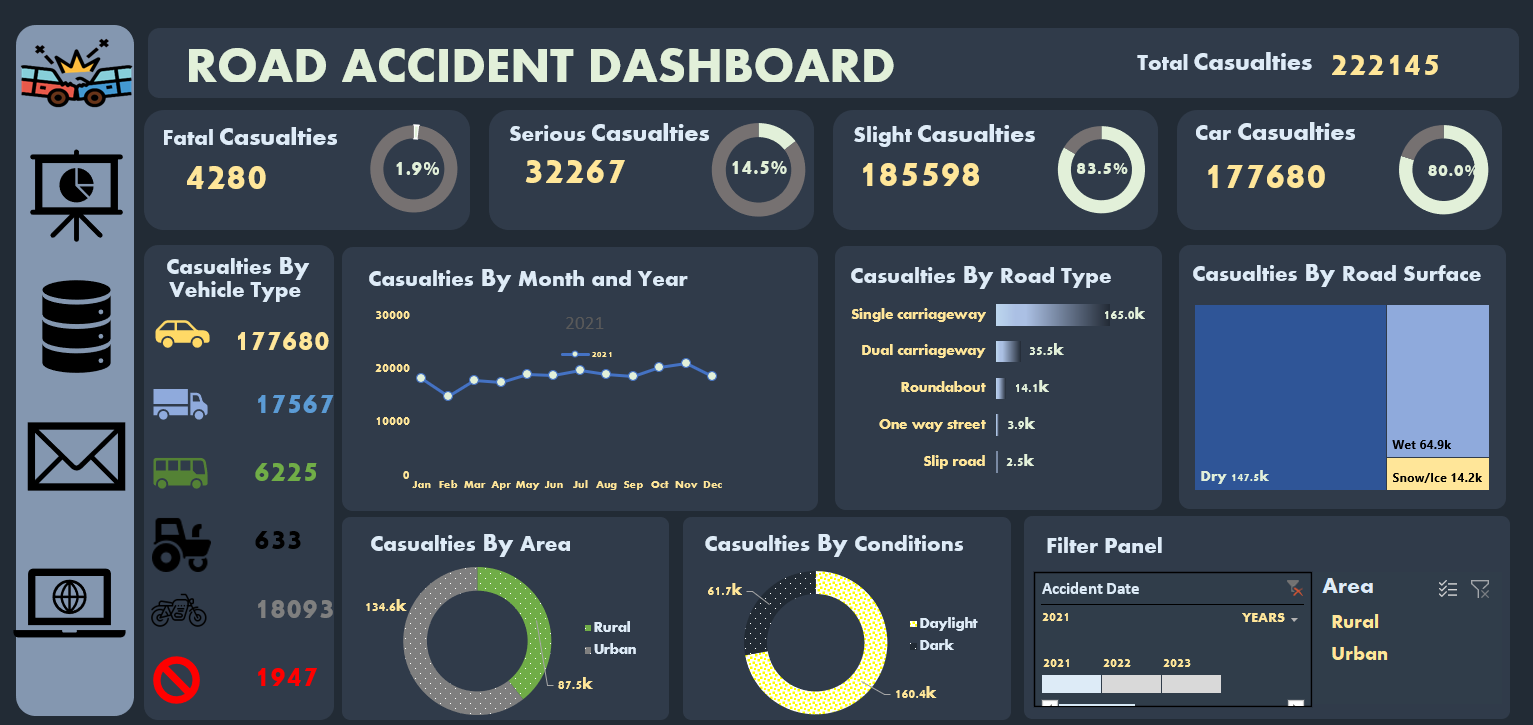 ROAD ACCIDENT DASHBOARD
Total Casualties 222145
Fatal Casualties
4280
1.9%
Serious Casualties
32267
14.5%
Slight Casualties
185598
83.5%
Car Casualties
177680
80.0%
Casualties By
Vehicle Type
177680
17567
6225
633
18093
1947
Casualties By Month and Year
2021
2021
30000
20000
10000
0
Jan Feb Mar Apr May Jun Jul Aug Sep Oct Nov Dec
Casualties By Road Type
Single carriageway 165.0k
Dual carriageway 35.5k
Roundabout 14.1k
One way street 3.9k
Slip road 2.5k
Casualties By Road Surface
Dry 147.5k
Wet 64.9k
Snow/Ice 14.2k
Casualties By Area
134.6k
87.5k
Rural
Urban
Casualties By Conditions
61.7k
160.4k
Daylight
Dark
Filter Panel
Accident Date
2021 YEARS
2021 2022 2023
Area
Rural
Urban